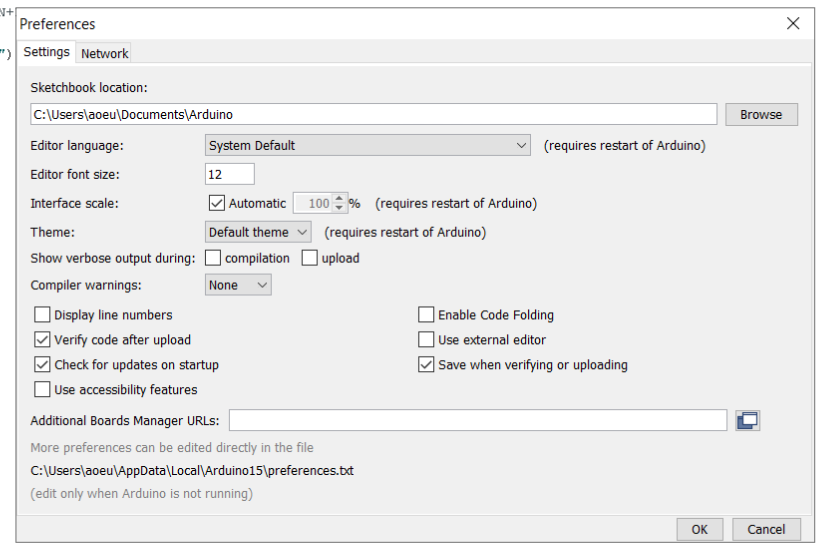 N+
Preferences
")
Settings Network
Sketchbook location:
C:\Users\aoeu\Documents\Arduino Browse
Editor language: System Default (requires restart of Arduino)
Editor font size: 12
Interface scale: Automatic 100 % (requires restart of Arduino)
Theme: Default theme (requires restart of Arduino)
Show verbose output during: compilation upload
Compiler warnings: None
Display line numbers Enable Code Folding
Verify code after upload Use external editor
Check for updates on startup Save when verifying or uploading
Use accessibility features
Additional Boards Manager URLs:
More preferences can be edited directly in the file
C:\Users\aoeu\AppData\Local\Arduino15\preferences.txt
(edit only when Arduino is not running)
OK Cancel